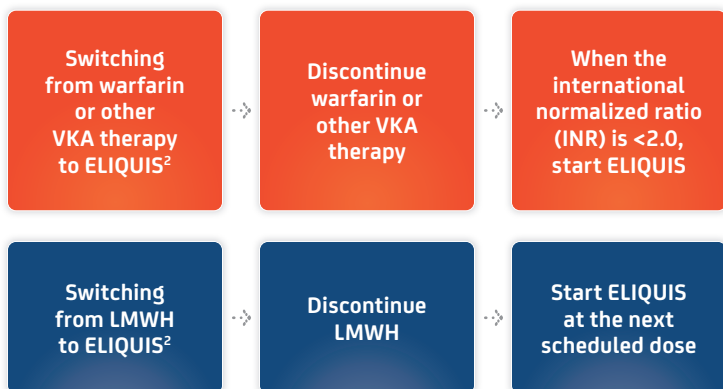 Switching
from warfarin
or other
VKA therapy
to ELIQUIS²
Discontinue
warfarin or
other VKA
therapy
When the
international
normalized ratio
(INR) is <2.0,
start ELIQUIS
Switching
from LMWH
to ELIQUIS²
Discontinue
LMWH
Start ELIQUIS
at the next
scheduled dose